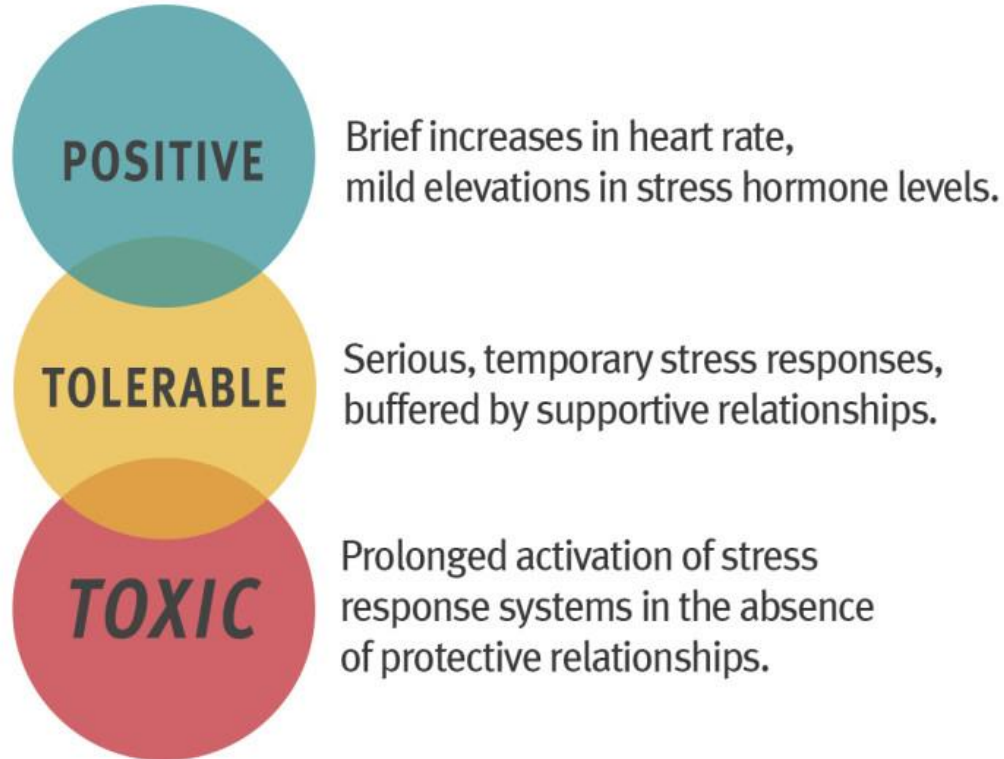 POSITIVE
Brief increases in heart rate,
mild elevations in stress hormone levels.
TOLERABLE
Serious, temporary stress responses,
buffered by supportive relationships.
TOXIC
Prolonged activation of stress
response systems in the absence
of protective relationships.